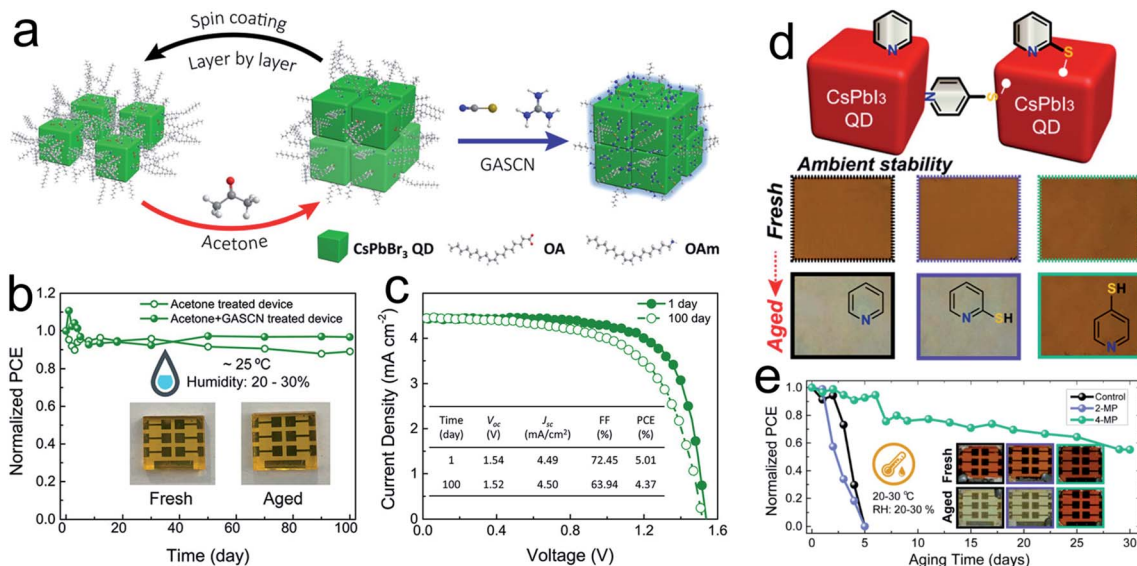 a
Spin coating
Layer by layer
Acetone
GASCN
CsPbBr₃ QD
OA
OAm
b
Normalized PCE
1.2
1.0
0.8
0.6
0.4
0.2
0.0
Acetone treated device
Acetone+GASCN treated device
~ 25 ºC
Humidity: 20 - 30%
Fresh
Aged
0
20
40
60
80
100
Time (day)
c
Current Density (mA cm⁻²)
5
4
3
2
1
0
1 day
100 day
Time (day) Voc (V) Jsc (mA/cm²) FF (%) PCE (%)
1 1.54 4.49 72.45 5.01
100 1.52 4.50 63.94 4.37
0.0
0.4
0.8
1.2
1.6
Voltage (V)
d
N
N
S
N
S
CsPbI₃
QD
CsPbI₃
QD
Ambient stability
Fresh
Aged
N
N
SH
SH
N
e
Normalized PCE
1.0
0.8
0.6
0.4
0.2
0.0
Control
2-MP
4-MP
20-30 ºC
RH: 20-30 %
Fresh
Aged
0
5
10
15
20
25
30
Aging Time (days)